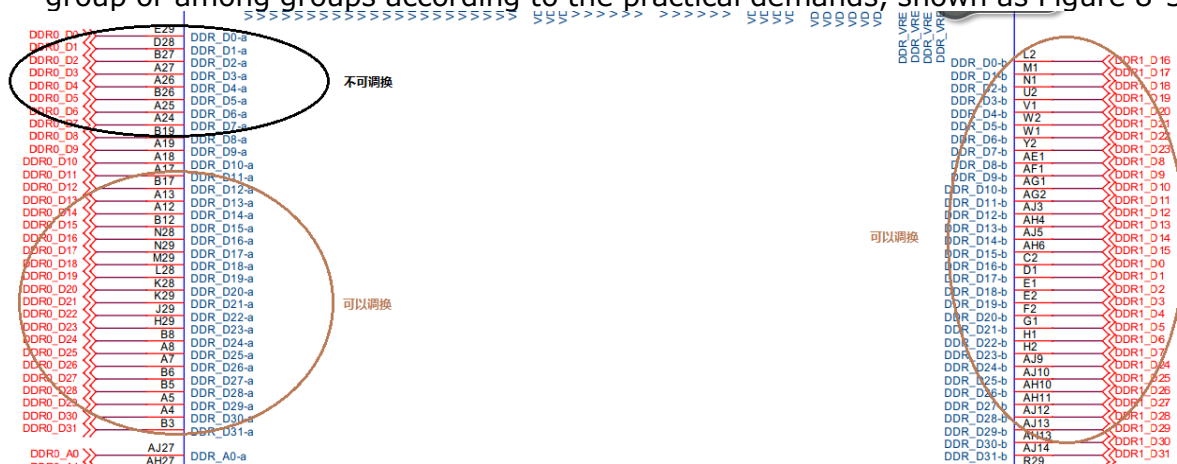 group or among groups according to the practical demands, shown as Figure 8-
DDR_VRE
DDR_VRE
DDR_VRE
DDR_VRE
DDR0_D0 E29 DDR_D0-a
DDR0_D1 D28 DDR_D1-a
DDR0_D2 B27 DDR_D2-a
DDR0_D3 A27 DDR_D3-a
DDR0_D4 A26 DDR_D4-a
DDR0_D5 B26 DDR_D5-a
DDR0_D6 A25 DDR_D6-a
DDR0_D7 A24 DDR_D7-a
DDR0_D8 B19 DDR_D8-a
DDR0_D9 A19 DDR_D9-a
DDR0_D10 A18 DDR_D10-a
DDR0_D11 A17 DDR_D11-a
DDR0_D12 B17 DDR_D12-a
DDR0_D13 A13 DDR_D13-a
DDR0_D14 A12 DDR_D14-a
DDR0_D15 B12 DDR_D15-a
DDR0_D16 N28 DDR_D16-a
DDR0_D17 N29 DDR_D17-a
DDR0_D18 M29 DDR_D18-a
DDR0_D19 L28 DDR_D19-a
DDR0_D20 K28 DDR_D20-a
DDR0_D21 K29 DDR_D21-a
DDR0_D22 J29 DDR_D22-a
DDR0_D23 H29 DDR_D23-a
DDR0_D24 B8 DDR_D24-a
DDR0_D25 A8 DDR_D25-a
DDR0_D26 A7 DDR_D26-a
DDR0_D27 B6 DDR_D27-a
DDR0_D28 B5 DDR_D28-a
DDR0_D29 A5 DDR_D29-a
DDR0_D30 A4 DDR_D30-a
DDR0_D31 B3 DDR_D31-a
DDR0_A0 AJ27 DDR_A0-a
AH27
不可调换
可以调换
可以调换
DDR_D0-b L2 DDR1_D16
DDR_D1-b M1 DDR1_D17
DDR_D2-b N1 DDR1_D18
DDR_D3-b U2 DDR1_D19
DDR_D4-b V1 DDR1_D20
DDR_D5-b W2 DDR1_D21
DDR_D6-b W1 DDR1_D22
DDR_D7-b Y2 DDR1_D23
DDR_D8-b AE1 DDR1_D8
DDR_D9-b AF1 DDR1_D9
DDR_D10-b AG1 DDR1_D10
DDR_D11-b AG2 DDR1_D11
DDR_D12-b AJ3 DDR1_D12
DDR_D13-b AH4 DDR1_D13
DDR_D14-b AJ5 DDR1_D14
DDR_D15-b AH6 DDR1_D15
DDR_D16-b C2 DDR1_D0
DDR_D17-b D1 DDR1_D1
DDR_D18-b E1 DDR1_D2
DDR_D19-b E2 DDR1_D3
DDR_D20-b F2 DDR1_D4
DDR_D21-b G1 DDR1_D5
DDR_D22-b H1 DDR1_D6
DDR_D23-b H2 DDR1_D7
DDR_D24-b AJ9 DDR1_D24
DDR_D25-b AJ10 DDR1_D25
DDR_D26-b AH10 DDR1_D26
DDR_D27-b AH11 DDR1_D27
DDR_D28-b AJ12 DDR1_D28
DDR_D29-b AJ13 DDR1_D29
DDR_D30-b AH13 DDR1_D30
DDR_D31-b AJ14 DDR1_D31
R29